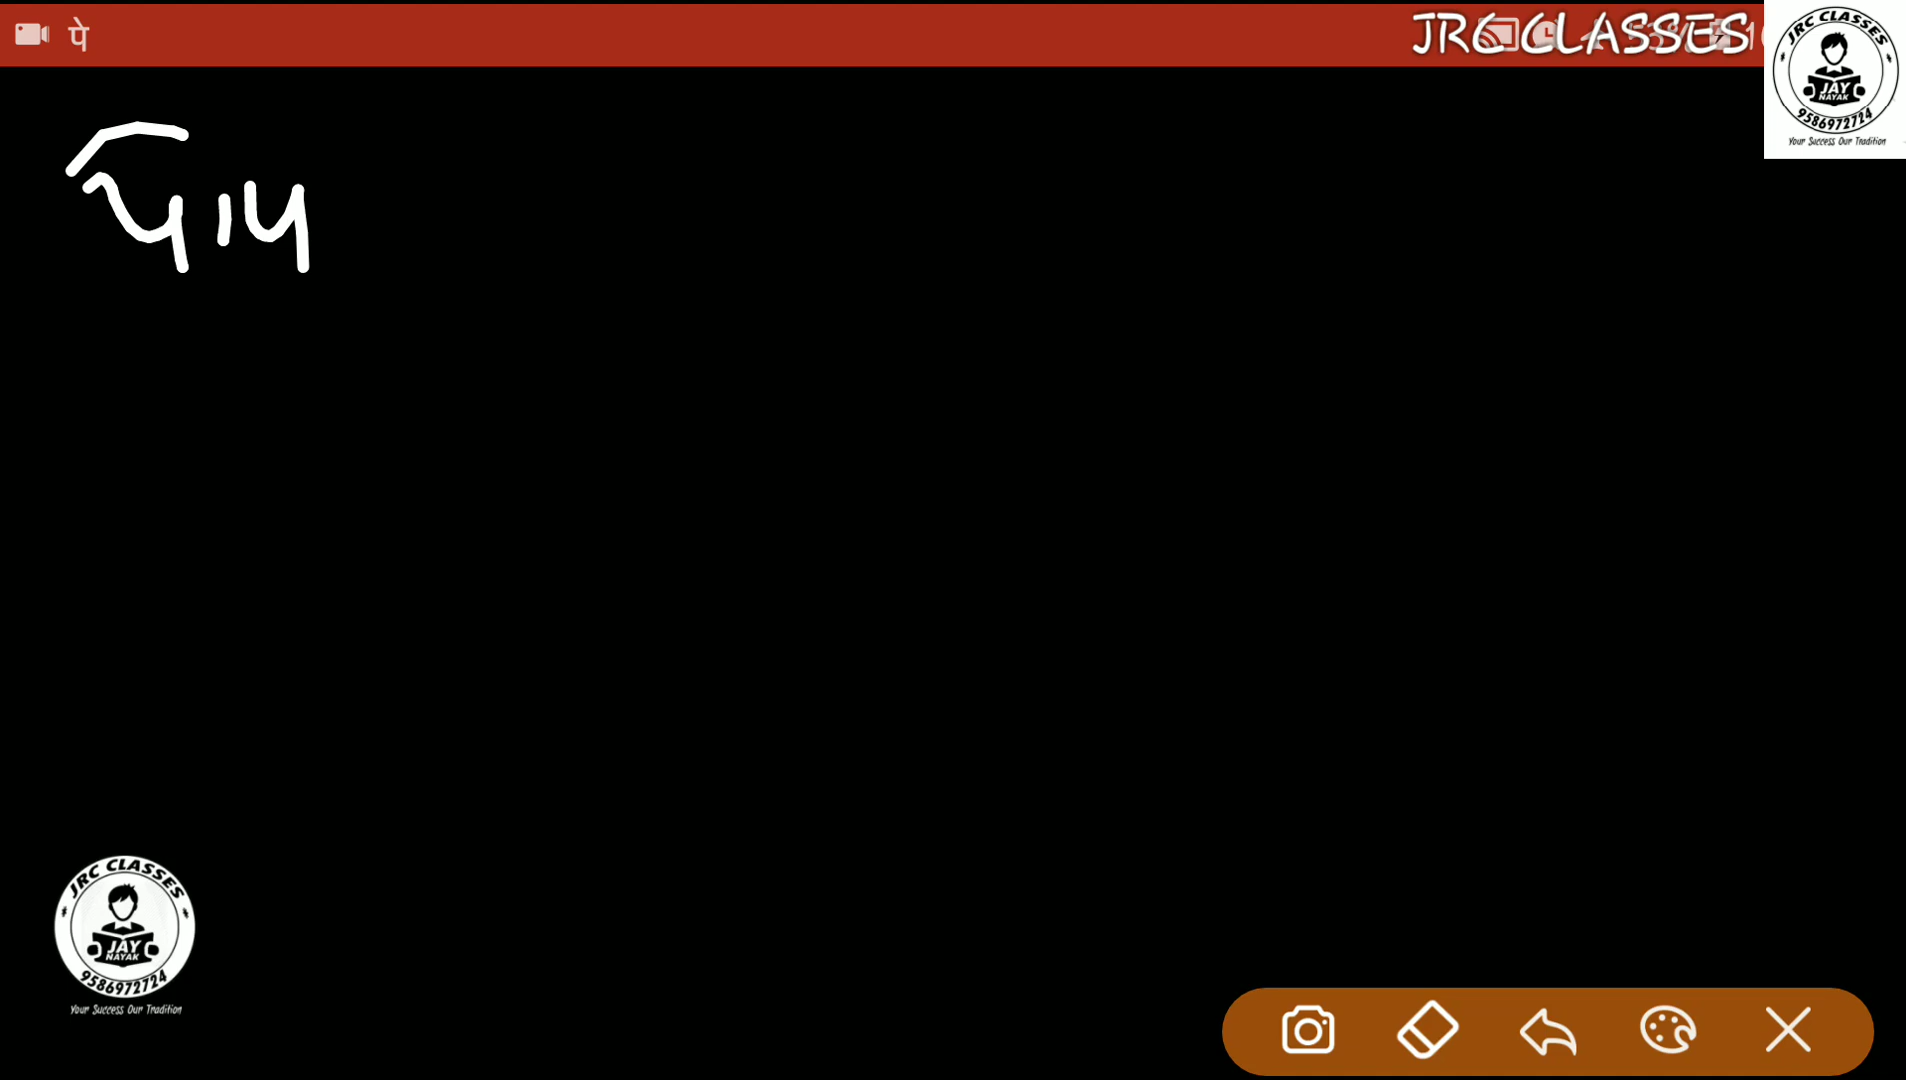 पे
JRC CLASSES
JRC CLASSES
JAY
NAYAK
9586972724
Your Success Our Tradition
JRC CLASSES
JAY
NAYAK
9586972724
Your Success Our Tradition